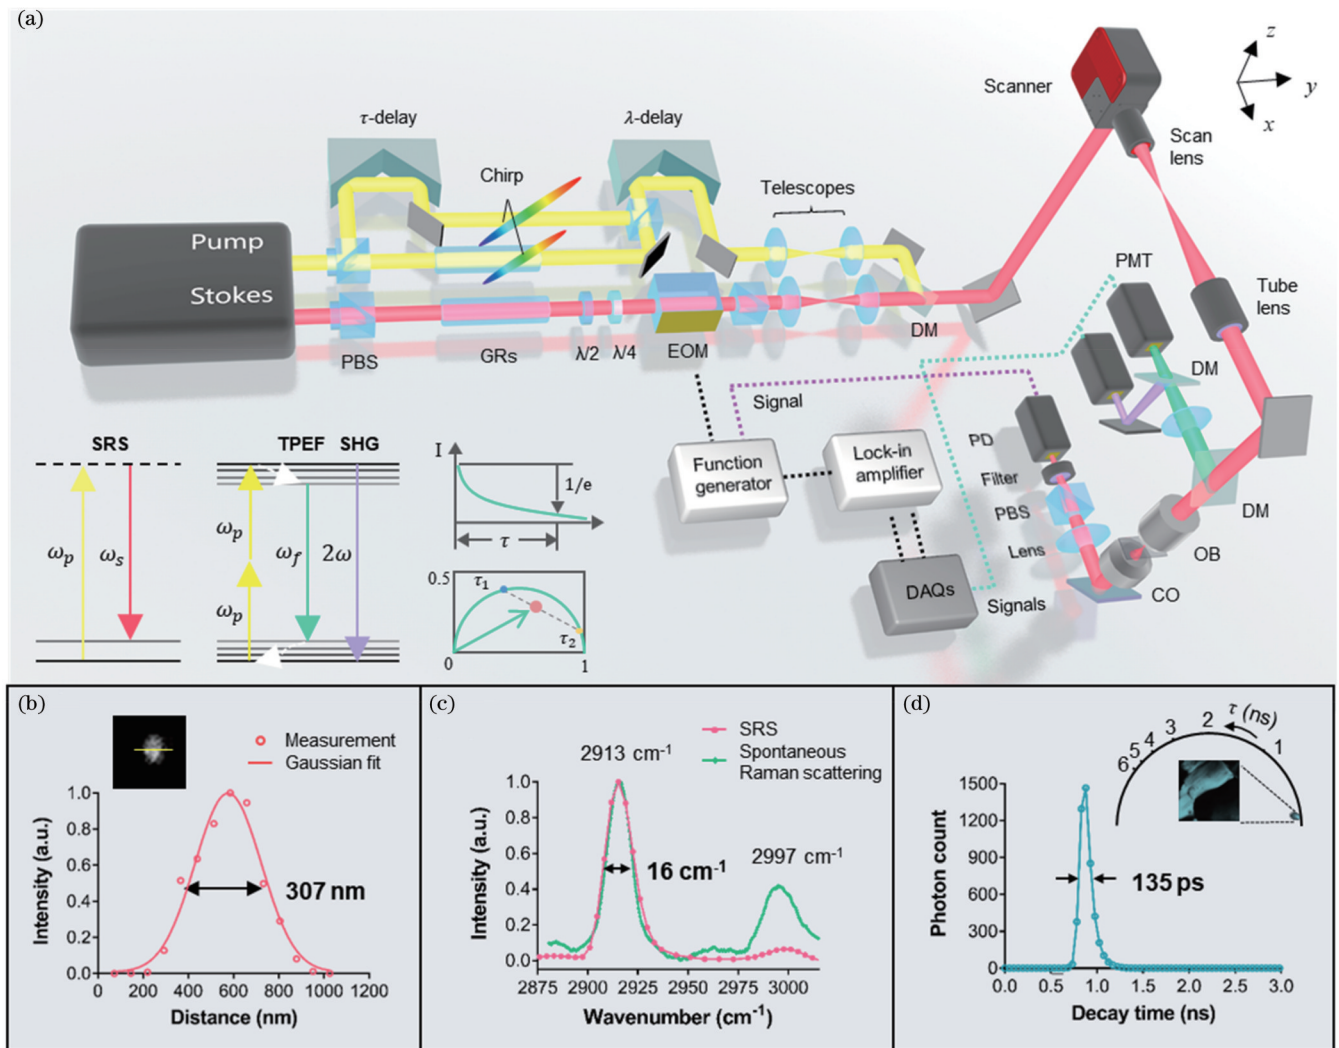 (a)
Scanner
z
y
x
Scan
lens
τ-delay
λ-delay
Chirp
Telescopes
Pump
Stokes
PMT
Tube
lens
PBS
GRs
λ/2
λ/4
EOM
DM
DM
Signal
PD
Filter
PBS
Lens
DM
OB
CO
Function
generator
Lock-in
amplifier
DAQs
Signals
SRS
TPEF
SHG
ωp
ωs
ωp
ωp
ωf
2ω
I
1/e
τ
0.5
τ1
τ2
0
1
(b)
Measurement
Gaussian fit
307 nm
Intensity (a.u.)
1.0
0.8
0.6
0.4
0.2
0.0
0 200 400 600 800 1000 1200
Distance (nm)
(c)
SRS
Spontaneous
Raman scattering
2913 cm-1
2997 cm-1
16 cm-1
Intensity (a.u.)
1.0
0.8
0.6
0.4
0.2
0.0
2875 2900 2925 2950 2975 3000
Wavenumber (cm-1)
(d)
τ (ns)
1
2
3
4
5
6
135 ps
Photon count
1500
1200
900
600
300
0
0.0 0.5 1.0 1.5 2.0 2.5 3.0
Decay time (ns)